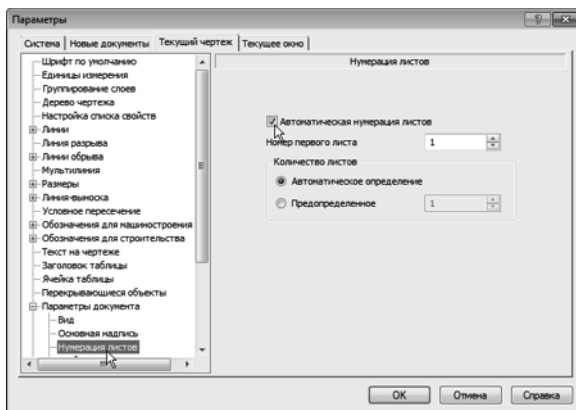 Параметры
Система Новые документы Текущий чертеж Текущее окно
Шрифт по умолчанию
Единицы измерения
Группирование слоев
Дерево чертежа
Настройка списка свойств
Линии
Линия разрыва
Линии обрыва
Мультилиния
Размеры
Линия-выноска
Условное пересечение
Обозначения для машиностроения
Обозначения для строительства
Текст на чертеже
Заголовок таблицы
Ячейка таблицы
Перекрывающиеся объекты
Параметры документа
Вид
Основная надпись
Нумерация листов
Нумерация листов
Автоматическая нумерация листов
Номер первого листа 1
Количество листов
Автоматическое определение
Предопределенное 1
OK Отмена Справка